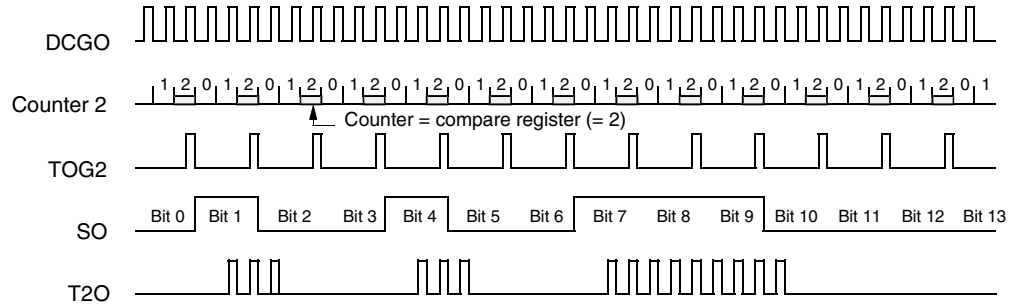 DCGO
Counter 2
1 2 0 1 2 0 1 2 0 1 2 0 1 2 0 1 2 0 1 2 0 1 2 0 1 2 0 1 2 0 1 2 0 1 2 0 1 2 0 1
Counter = compare register (= 2)
TOG2
SO
Bit 0 Bit 1 Bit 2 Bit 3 Bit 4 Bit 5 Bit 6 Bit 7 Bit 8 Bit 9 Bit 10 Bit 11 Bit 12 Bit 13
T2O